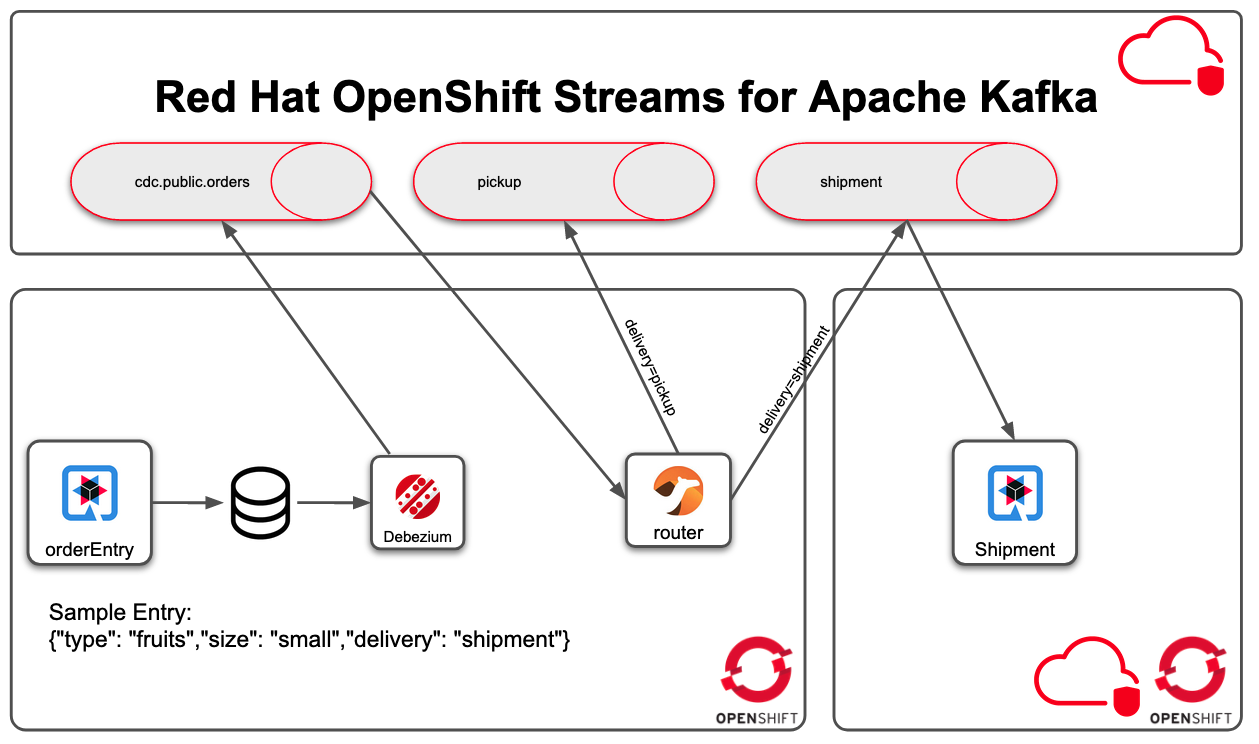 Red Hat OpenShift Streams for Apache Kafka
cdc.public.orders
pickup
shipment
delivery=pickup
delivery=shipment
orderEntry
Debezium
router
Shipment
Sample Entry:
{"type": "fruits","size": "small","delivery": "shipment"}
OPENSHIFT
OPENSHIFT